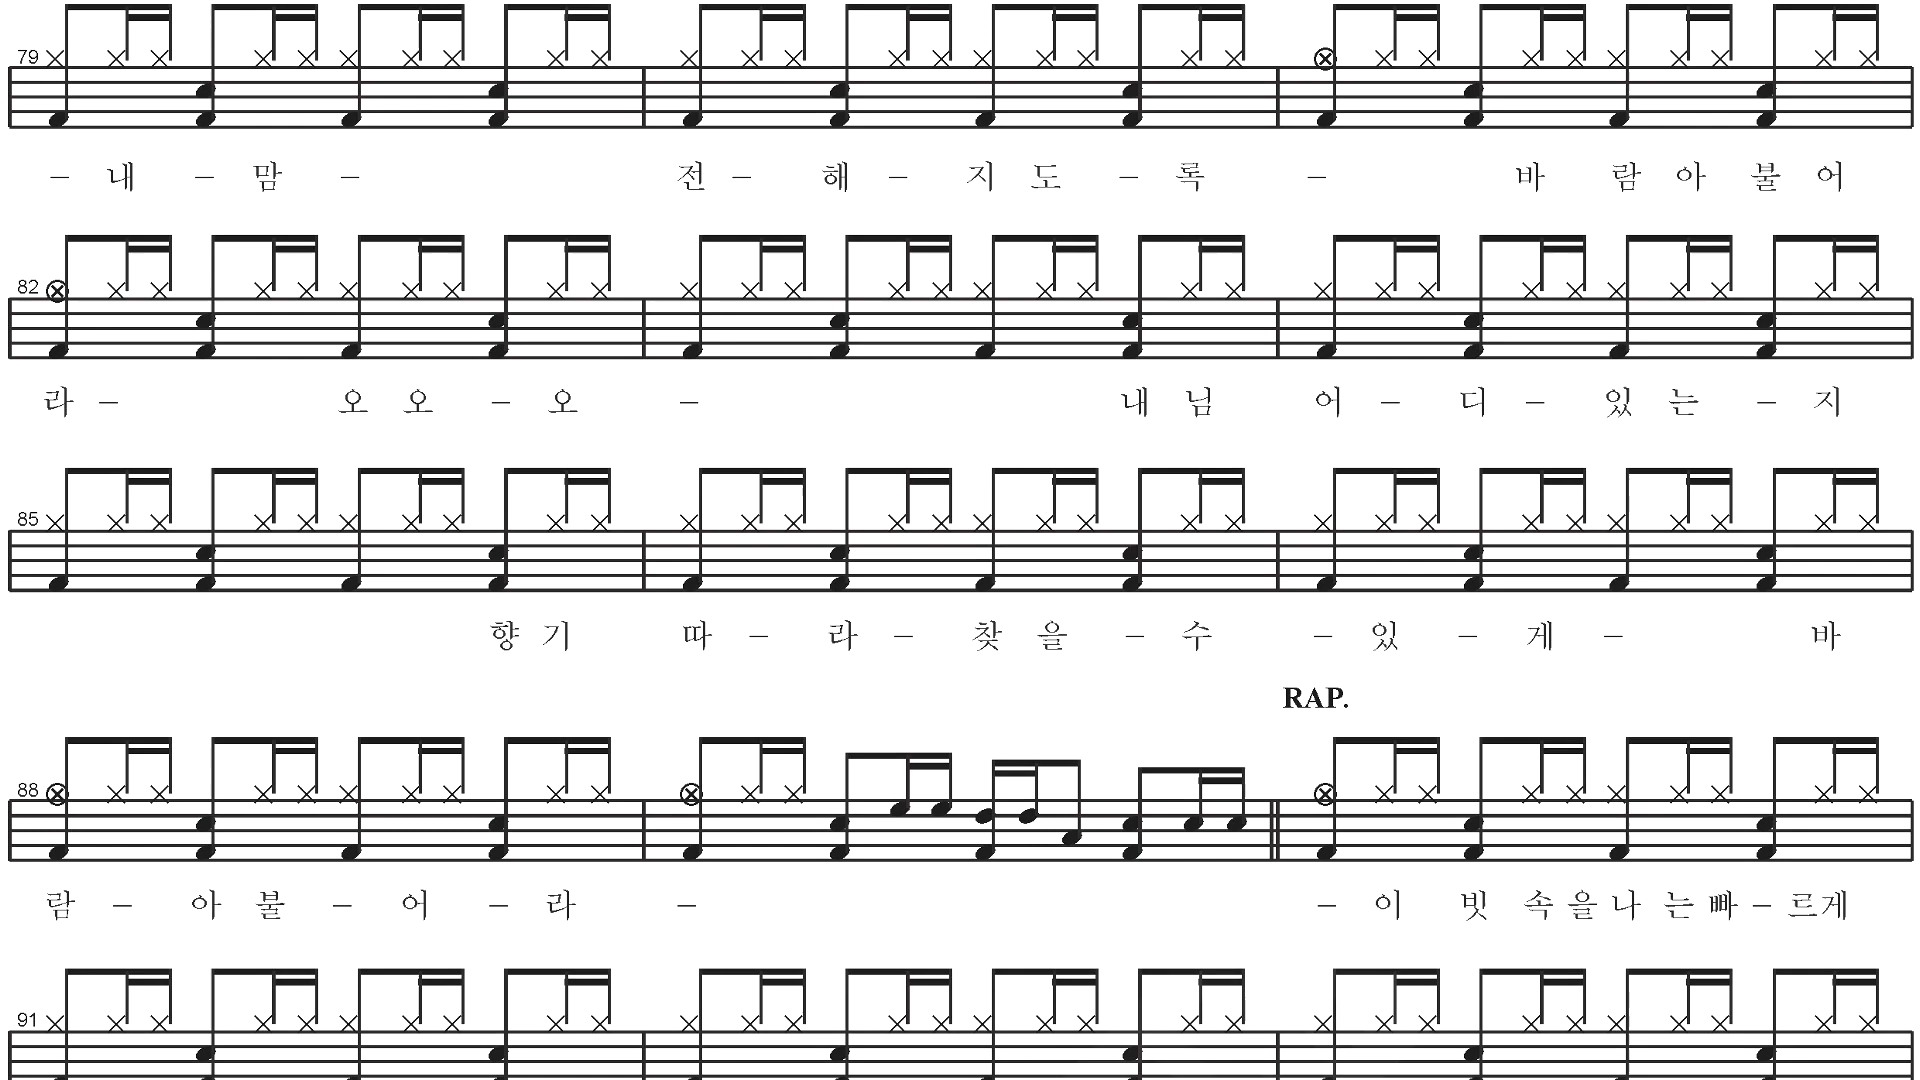 79
– 내 – 맘 – 전 – 해 – 지 도 – 록 – 바 람 아 불 어
82
라 – 오 오 – 오 – 내 님 어 – 디 – 있 는 – 지
85
향 기 따 – 라 – 찾 을 – 수 – 있 – 게 – 바
RAP.
88
람 – 아 불 – 어 – 라 – – 이 빗 속 을 나 는 빠 – 르 게
91